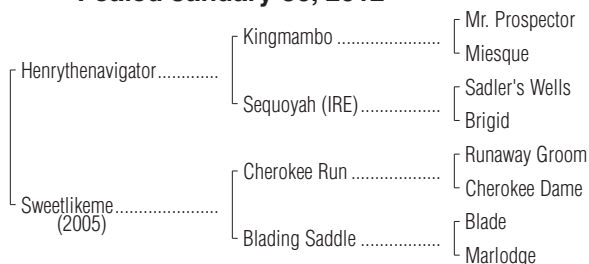 Foaled January 2012
Mr. Prospector
Kingmambo ......................
Miesque
Henrythenavigator.............
Sadler's Wells
Sequoyah (IRE).................
Brigid
Runaway Groom
Cherokee Run ...................
Cherokee Dame
Sweetlikeme......................
(2005)
Blade
Blading Saddle .................
Marlodge